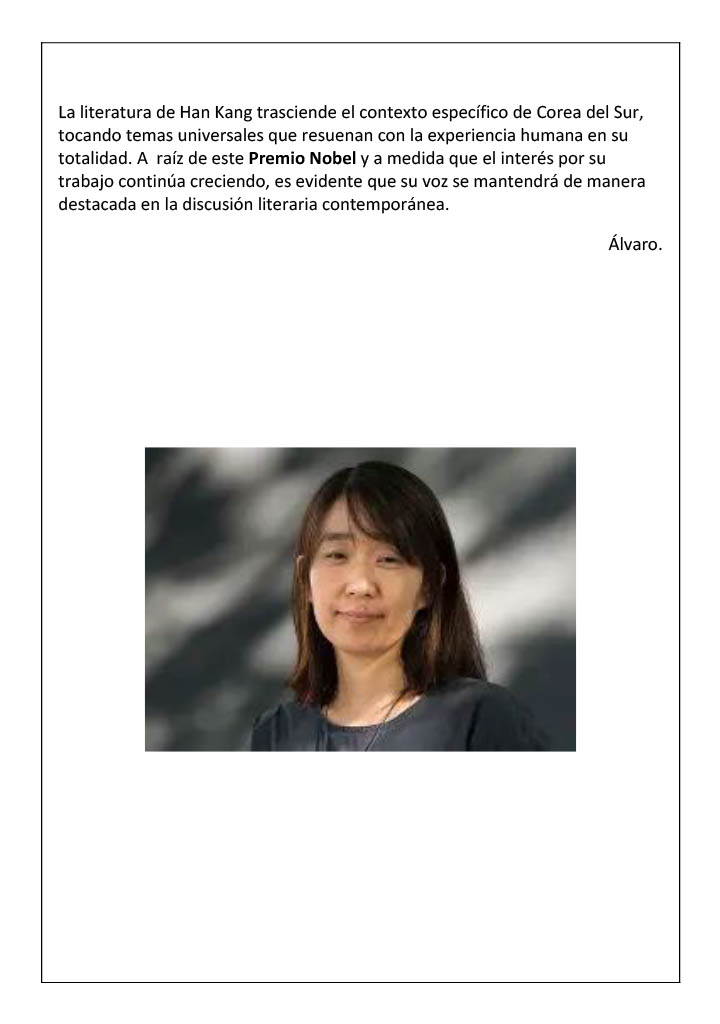 La literatura de Han Kang trasciende el contexto específico de Corea del Sur,
tocando temas universales que resuenan con la experiencia humana en su
totalidad. A  raíz de este Premio Nobel y a medida que el interés por su
trabajo continúa creciendo, es evidente que su voz se mantendrá de manera
destacada en la discusión literaria contemporánea.
Álvaro.